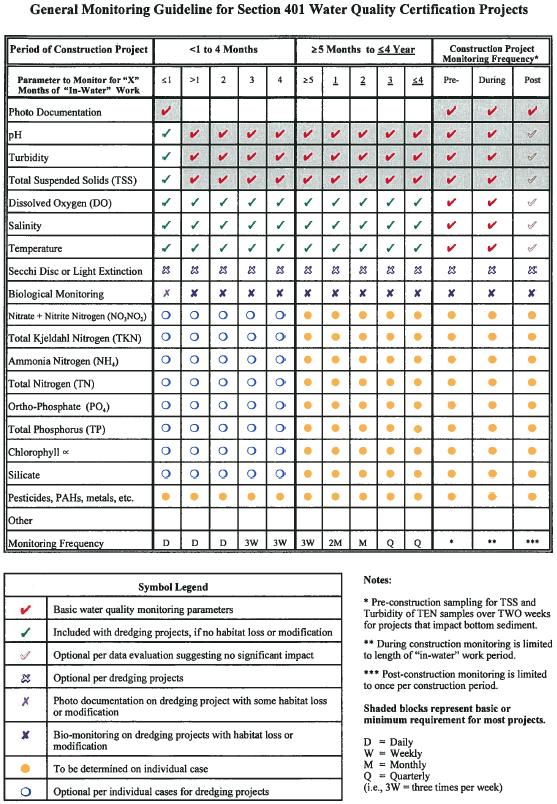 General Monitoring Guideline for Section 401 Water Quality Certification Projects
Period of Construction Project <1 to 4 Months ≥5 Months to ≤4 Year Construction Project Monitoring Frequency*
Parameter to Monitor for "X" Months of "In-Water" Work ≤1 >1 2 3 4 ≥5 1 2 3 ≤4 Pre- During Post
Photo Documentation
pH
Turbidity
Total Suspended Solids (TSS)
Dissolved Oxygen (DO)
Salinity
Temperature
Secchi Disc or Light Extinction
Biological Monitoring
Nitrate + Nitrite Nitrogen (NO₃NO₂)
Total Kjeldahl Nitrogen (TKN)
Ammonia Nitrogen (NH₄)
Total Nitrogen (TN)
Ortho-Phosphate (PO₄)
Total Phosphorus (TP)
Chlorophyll ∝
Silicate
Pesticides, PAHs, metals, etc.
Other
Monitoring Frequency D D D 3W 3W 3W 2M M Q Q * ** ***
Symbol Legend
Basic water quality monitoring parameters
Included with dredging projects, if no habitat loss or modification
Optional per data evaluation suggesting no significant impact
Optional per dredging projects
Photo documentation on dredging project with some habitat loss
or modification
Bio-monitoring on dredging projects with habitat loss or
modification
To be determined on individual case
Optional per individual cases for dredging projects
Notes:
* Pre-construction sampling for TSS and
Turbidity of TEN samples over TWO weeks
for projects that impact bottom sediment.
** During construction monitoring is limited
to length of "in-water" work period.
*** Post-construction monitoring is limited
to once per construction period.
Shaded blocks represent basic or
minimum requirement for most projects.
D = Daily
W = Weekly
M = Monthly
Q = Quarterly
(i.e., 3W = three times per week)